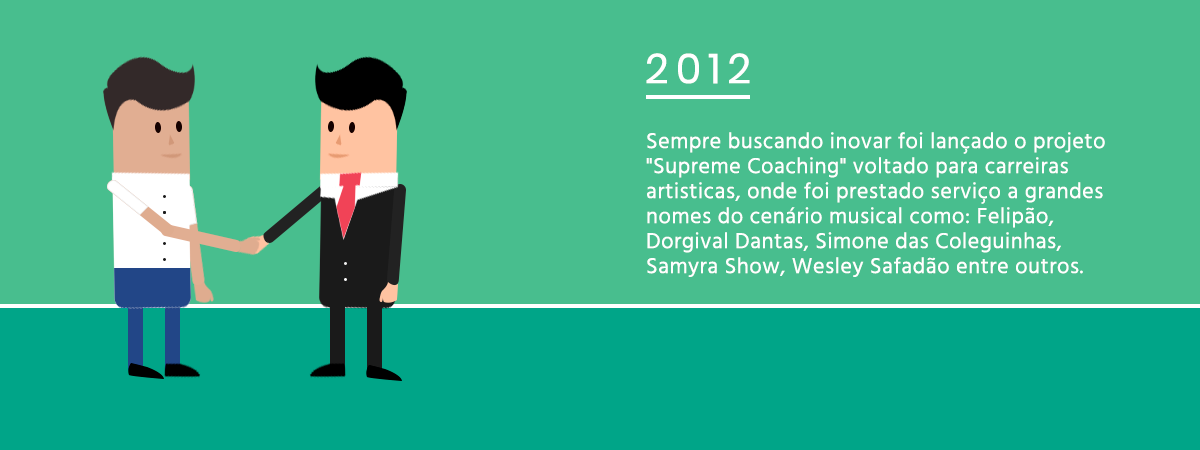 2012
Sempre buscando inovar foi lançado o projeto
"Supreme Coaching" voltado para carreiras
artisticas, onde foi prestado serviço a grandes
nomes do cenário musical como: Felipão,
Dorgival Dantas, Simone das Coleguinhas,
Samyra Show, Wesley Safadão entre outros.